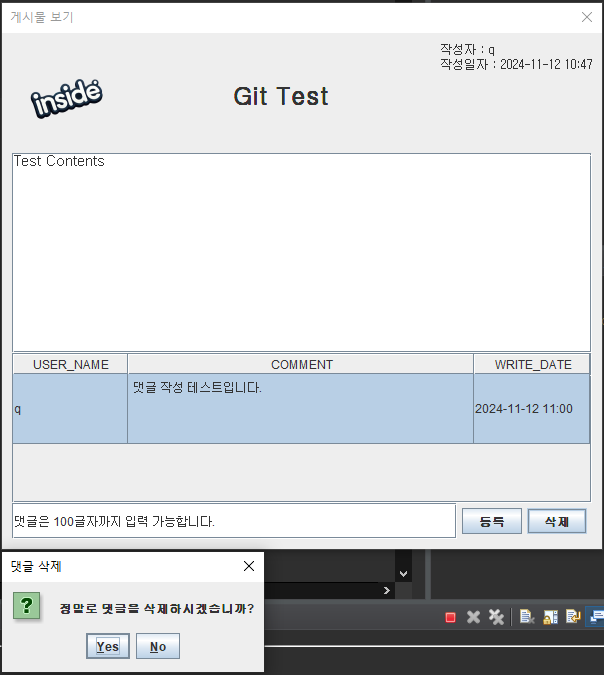 게시물 보기
작성자 : q
작성일자 : 2024-11-12 10:47
inside
Git Test
Test Contents
USER_NAME COMMENT WRITE_DATE
q 댓글 작성 테스트입니다. 2024-11-12 11:00
댓글은 100글자까지 입력 가능합니다. 등록 삭제
댓글 삭제
? 정말로 댓글을 삭제하시겠습니까?
Yes No